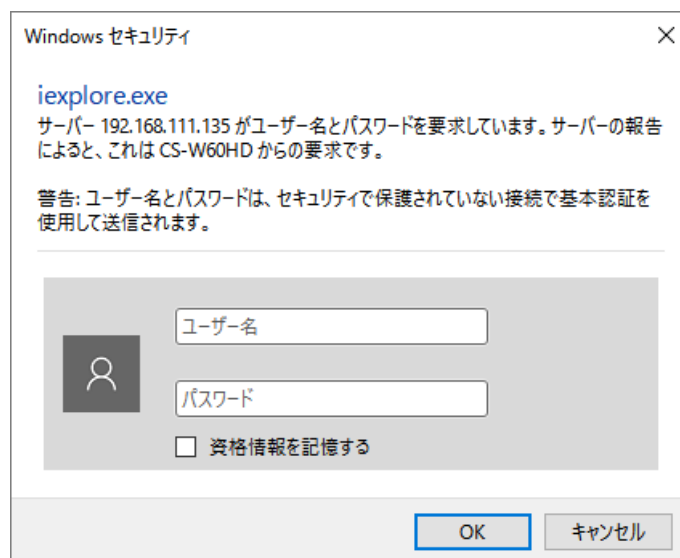 Windows セキュリティ
iexplore.exe
サーバー 192.168.111.135 がユーザー名とパスワードを要求しています。サーバーの報告
によると、これは CS-W60HD からの要求です。
警告: ユーザー名とパスワードは、セキュリティで保護されていない接続で基本認証を
使用して送信されます。
ユーザー名
パスワード
資格情報を記憶する
OK
キャンセル